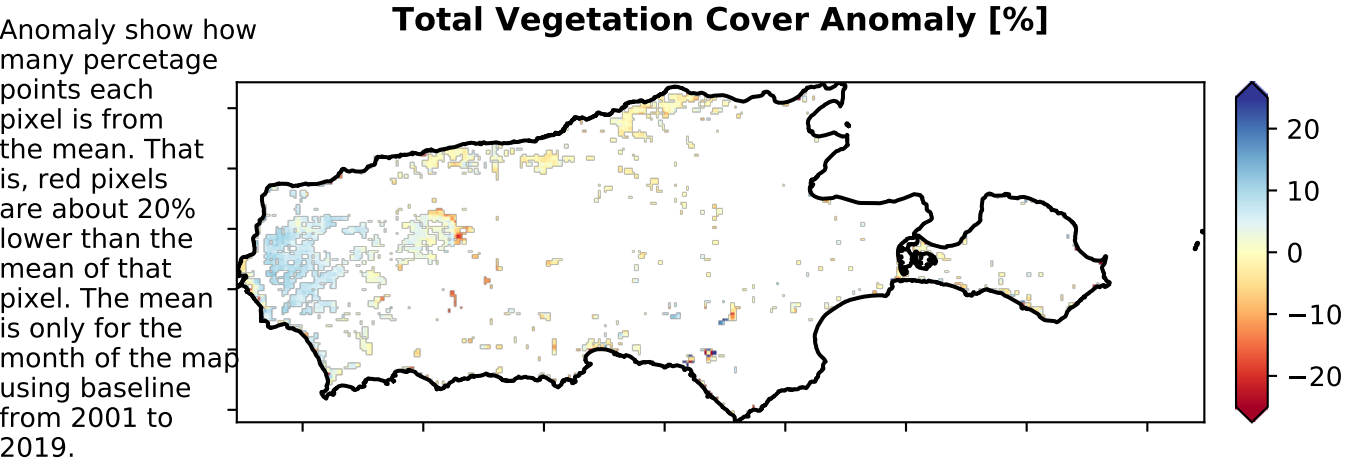 Total Vegetation Cover Anomaly [%]
Anomaly show how
many percetage
points each
pixel is from
the mean. That
is, red pixels
are about 20%
lower than the
mean of that
pixel. The mean
is only for the
month of the map
using baseline
from 2001 to
2019.
20
10
0
−10
−20